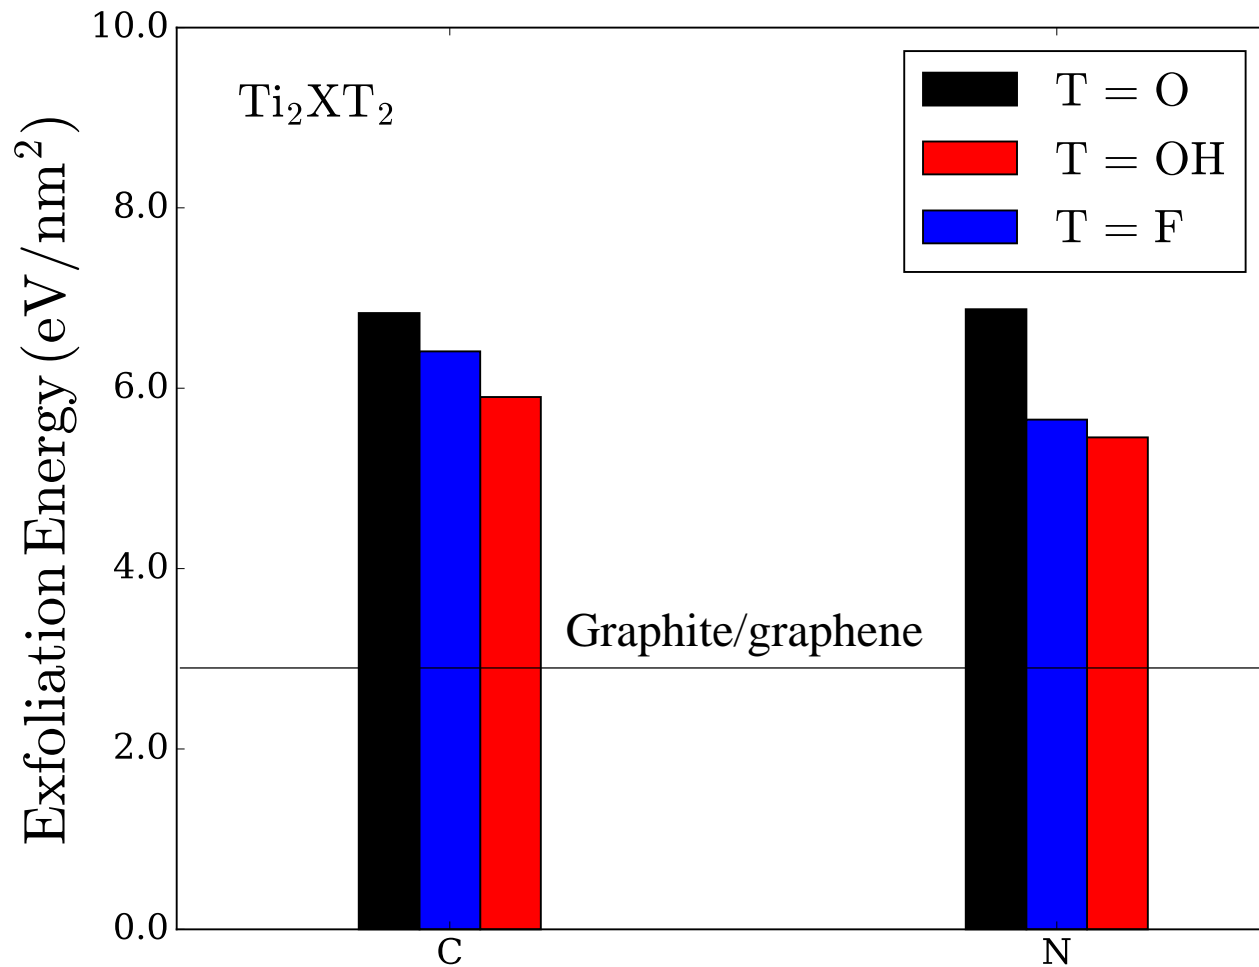 10.0
8.0
6.0
4.0
2.0
0.0
Exfoliation Energy (eV/nm²)
Ti₂XT₂
T = O
T = OH
T = F
Graphite/graphene
C
N